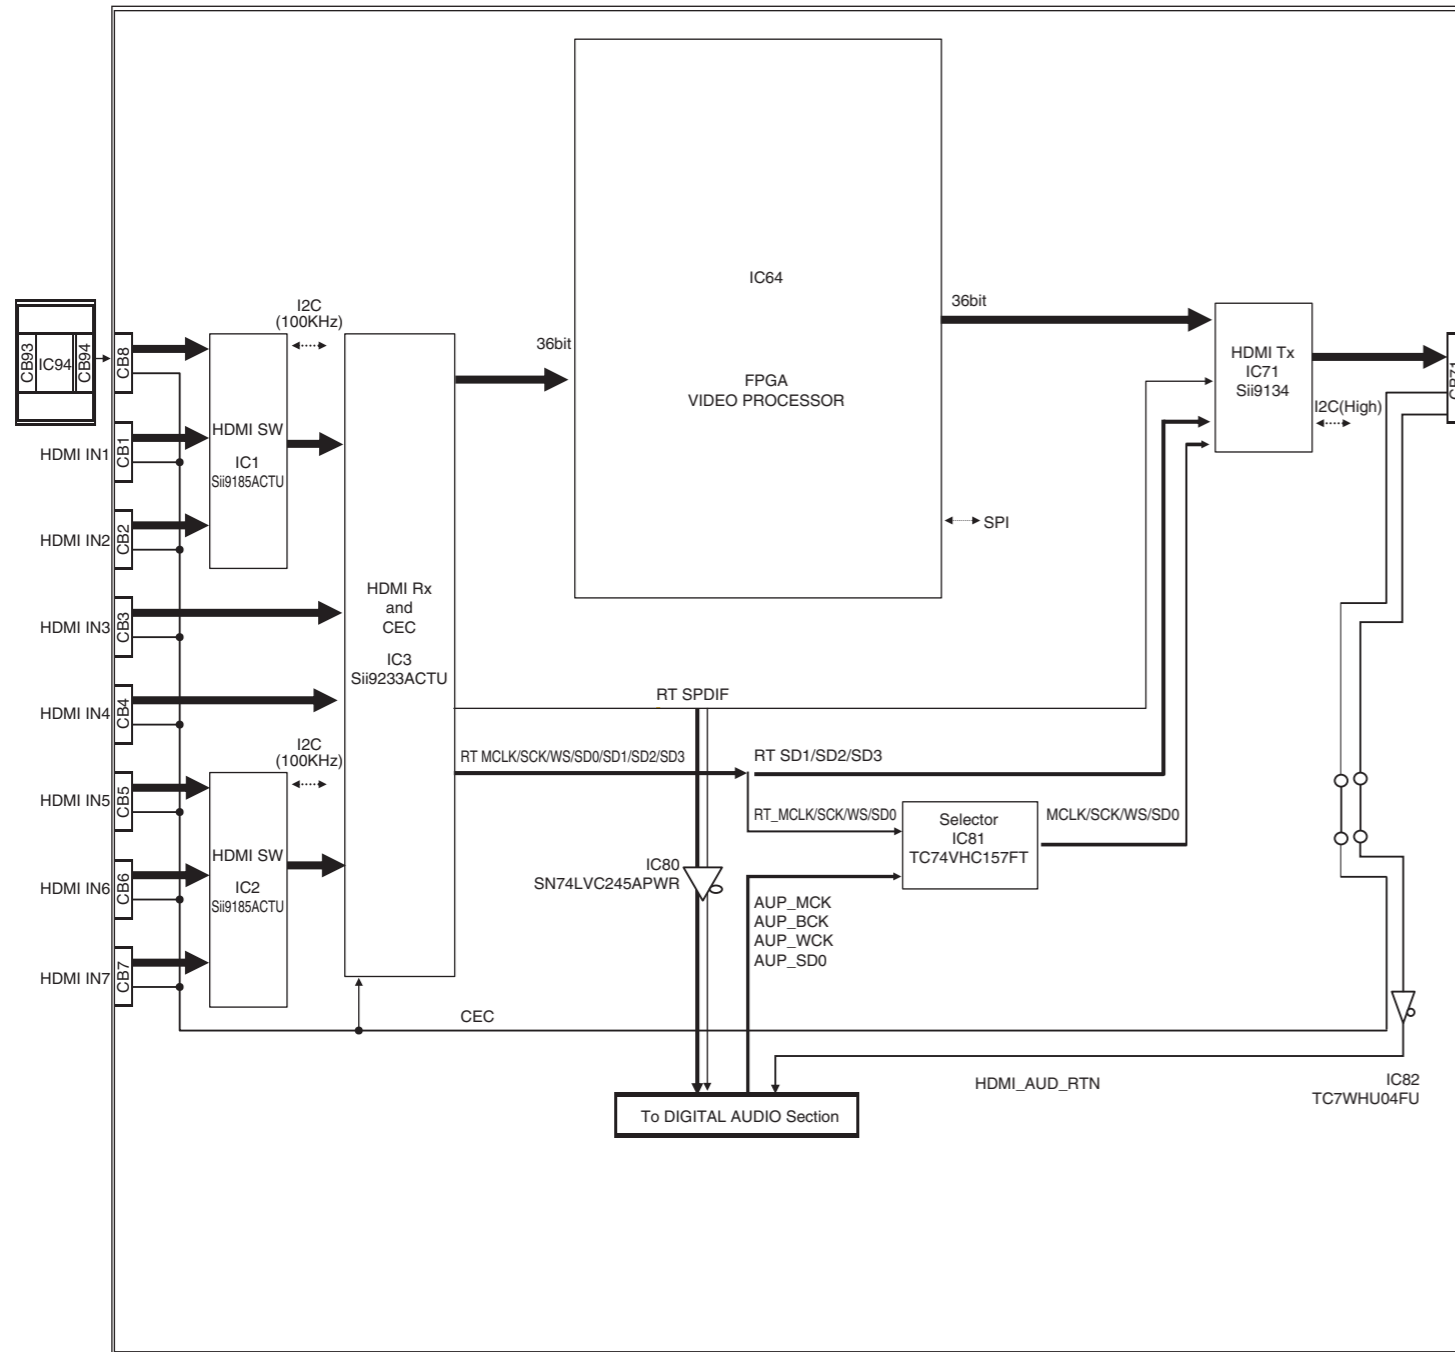 IC64
FPGA
VIDEO PROCESSOR
36bit
36bit
SPI
HDMI Tx
IC71
Sii9134
I2C(High)
CB93
IC94
CB94
CB8
I2C
(100KHz)
HDMI IN1
CB1
HDMI SW
IC1
Sii9185ACTU
HDMI IN2
CB2
HDMI IN3
CB3
HDMI Rx
and
CEC
IC3
Sii9233ACTU
HDMI IN4
CB4
I2C
(100KHz)
HDMI IN5
CB5
HDMI SW
IC2
Sii9185ACTU
HDMI IN6
CB6
HDMI IN7
CB7
RT SPDIF
RT MCLK/SCK/WS/SD0/SD1/SD2/SD3
RT SD1/SD2/SD3
RT_MCLK/SCK/WS/SD0
Selector
IC81
TC74VHC157FT
MCLK/SCK/WS/SD0
IC80
SN74LVC245APWR
AUP_MCK
AUP_BCK
AUP_WCK
AUP_SD0
CEC
HDMI_AUD_RTN
IC82
TC7WHU04FU
To DIGITAL AUDIO Section